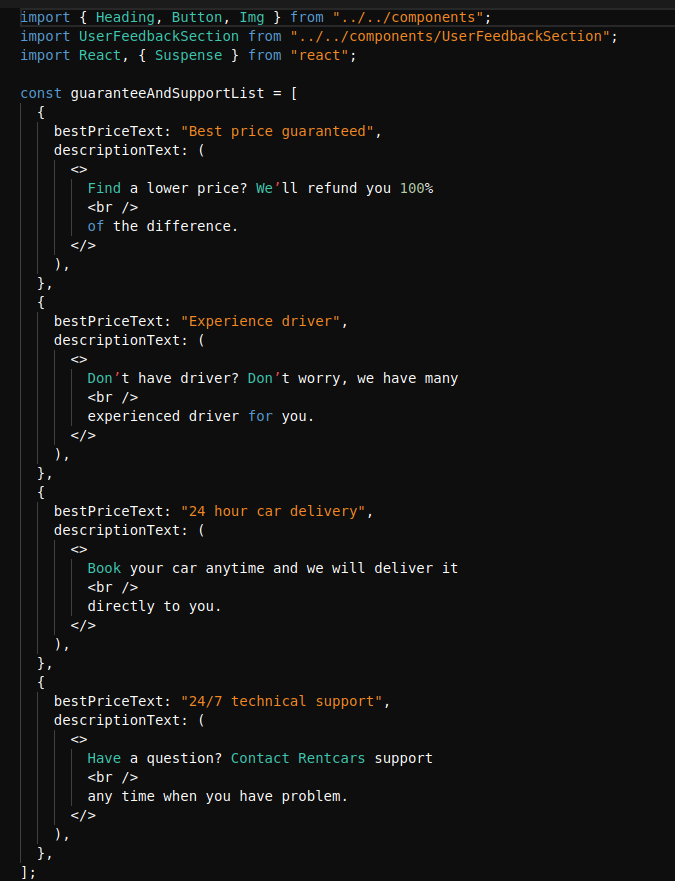 import { Heading, Button, Img } from "../../components";
import UserFeedbackSection from "../../components/UserFeedbackSection";
import React, { Suspense } from "react";

const guaranteeAndSupportList = [
  {
    bestPriceText: "Best price guaranteed",
    descriptionText: (
      <>
        Find a lower price? We’ll refund you 100%
        <br />
        of the difference.
      </>
    ),
  },
  {
    bestPriceText: "Experience driver",
    descriptionText: (
      <>
        Don’t have driver? Don’t worry, we have many
        <br />
        experienced driver for you.
      </>
    ),
  },
  {
    bestPriceText: "24 hour car delivery",
    descriptionText: (
      <>
        Book your car anytime and we will deliver it
        <br />
        directly to you.
      </>
    ),
  },
  {
    bestPriceText: "24/7 technical support",
    descriptionText: (
      <>
        Have a question? Contact Rentcars support
        <br />
        any time when you have problem.
      </>
    ),
  },
];